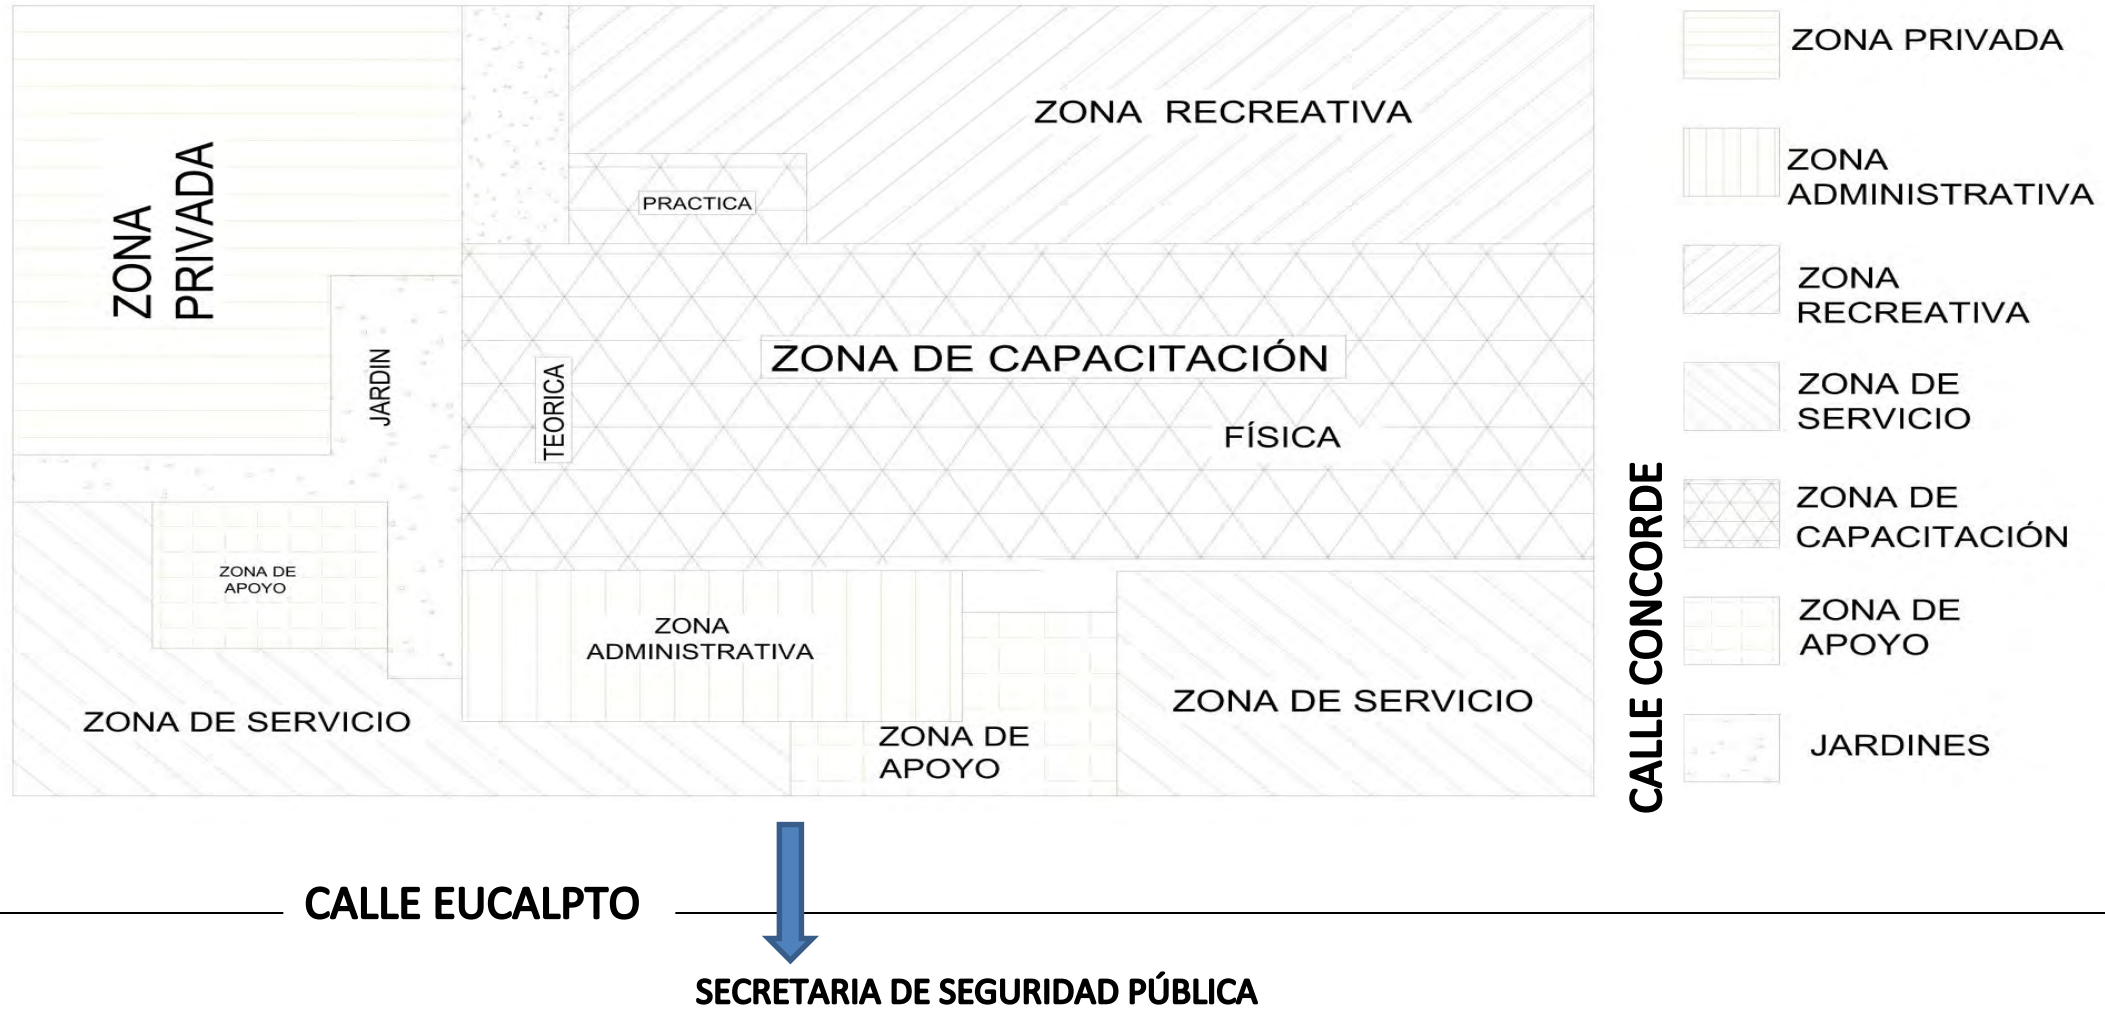 ZONA RECREATIVA
PRACTICA
ZONA
PRIVADA
JARDIN
TEORICA
ZONA DE CAPACITACIÓN
FÍSICA
ZONA DE
APOYO
ZONA
ADMINISTRATIVA
ZONA DE SERVICIO
ZONA DE
APOYO
ZONA DE SERVICIO
CALLE CONCORDE
ZONA PRIVADA
ZONA
ADMINISTRATIVA
ZONA
RECREATIVA
ZONA DE
SERVICIO
ZONA DE
CAPACITACIÓN
ZONA DE
APOYO
JARDINES
CALLE EUCALPTO
SECRETARIA DE SEGURIDAD PÚBLICA